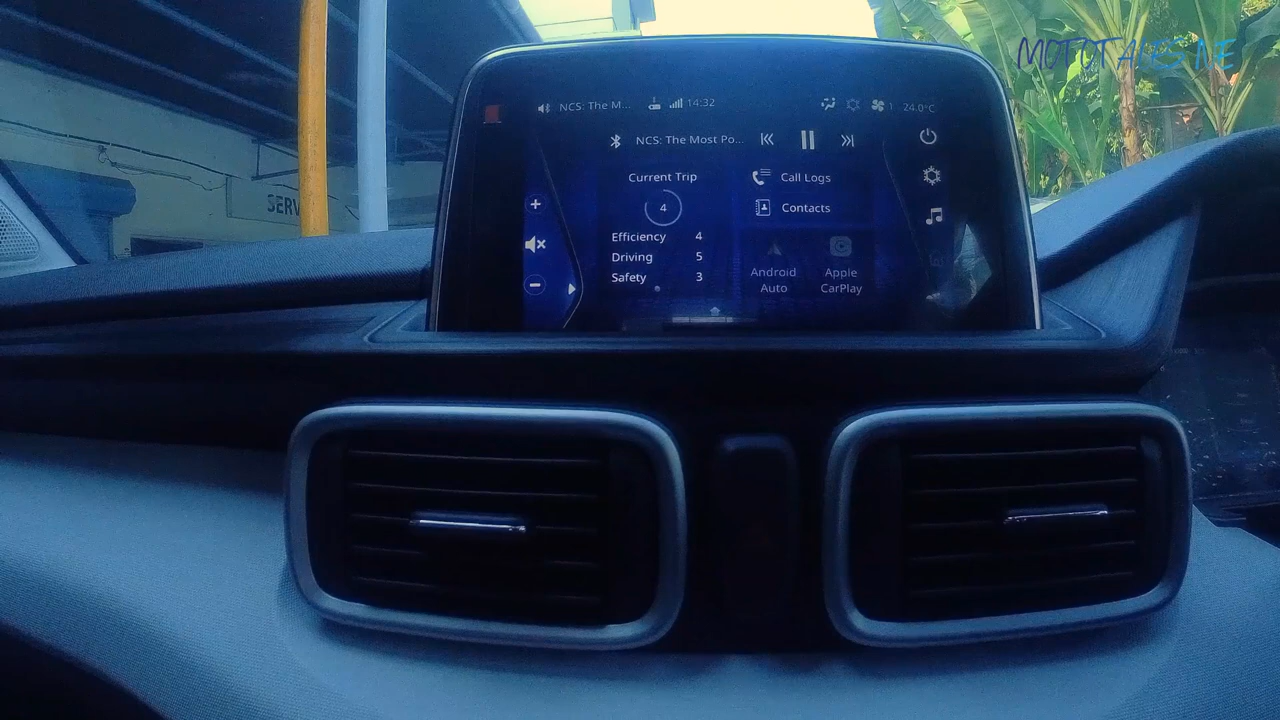 NCS: The M... 14:32 1 24.0°C
NCS: The Most Po...
Current Trip
4
Efficiency 4
Driving 5
Safety 3
Call Logs
Contacts
Android
Auto
Apple
CarPlay